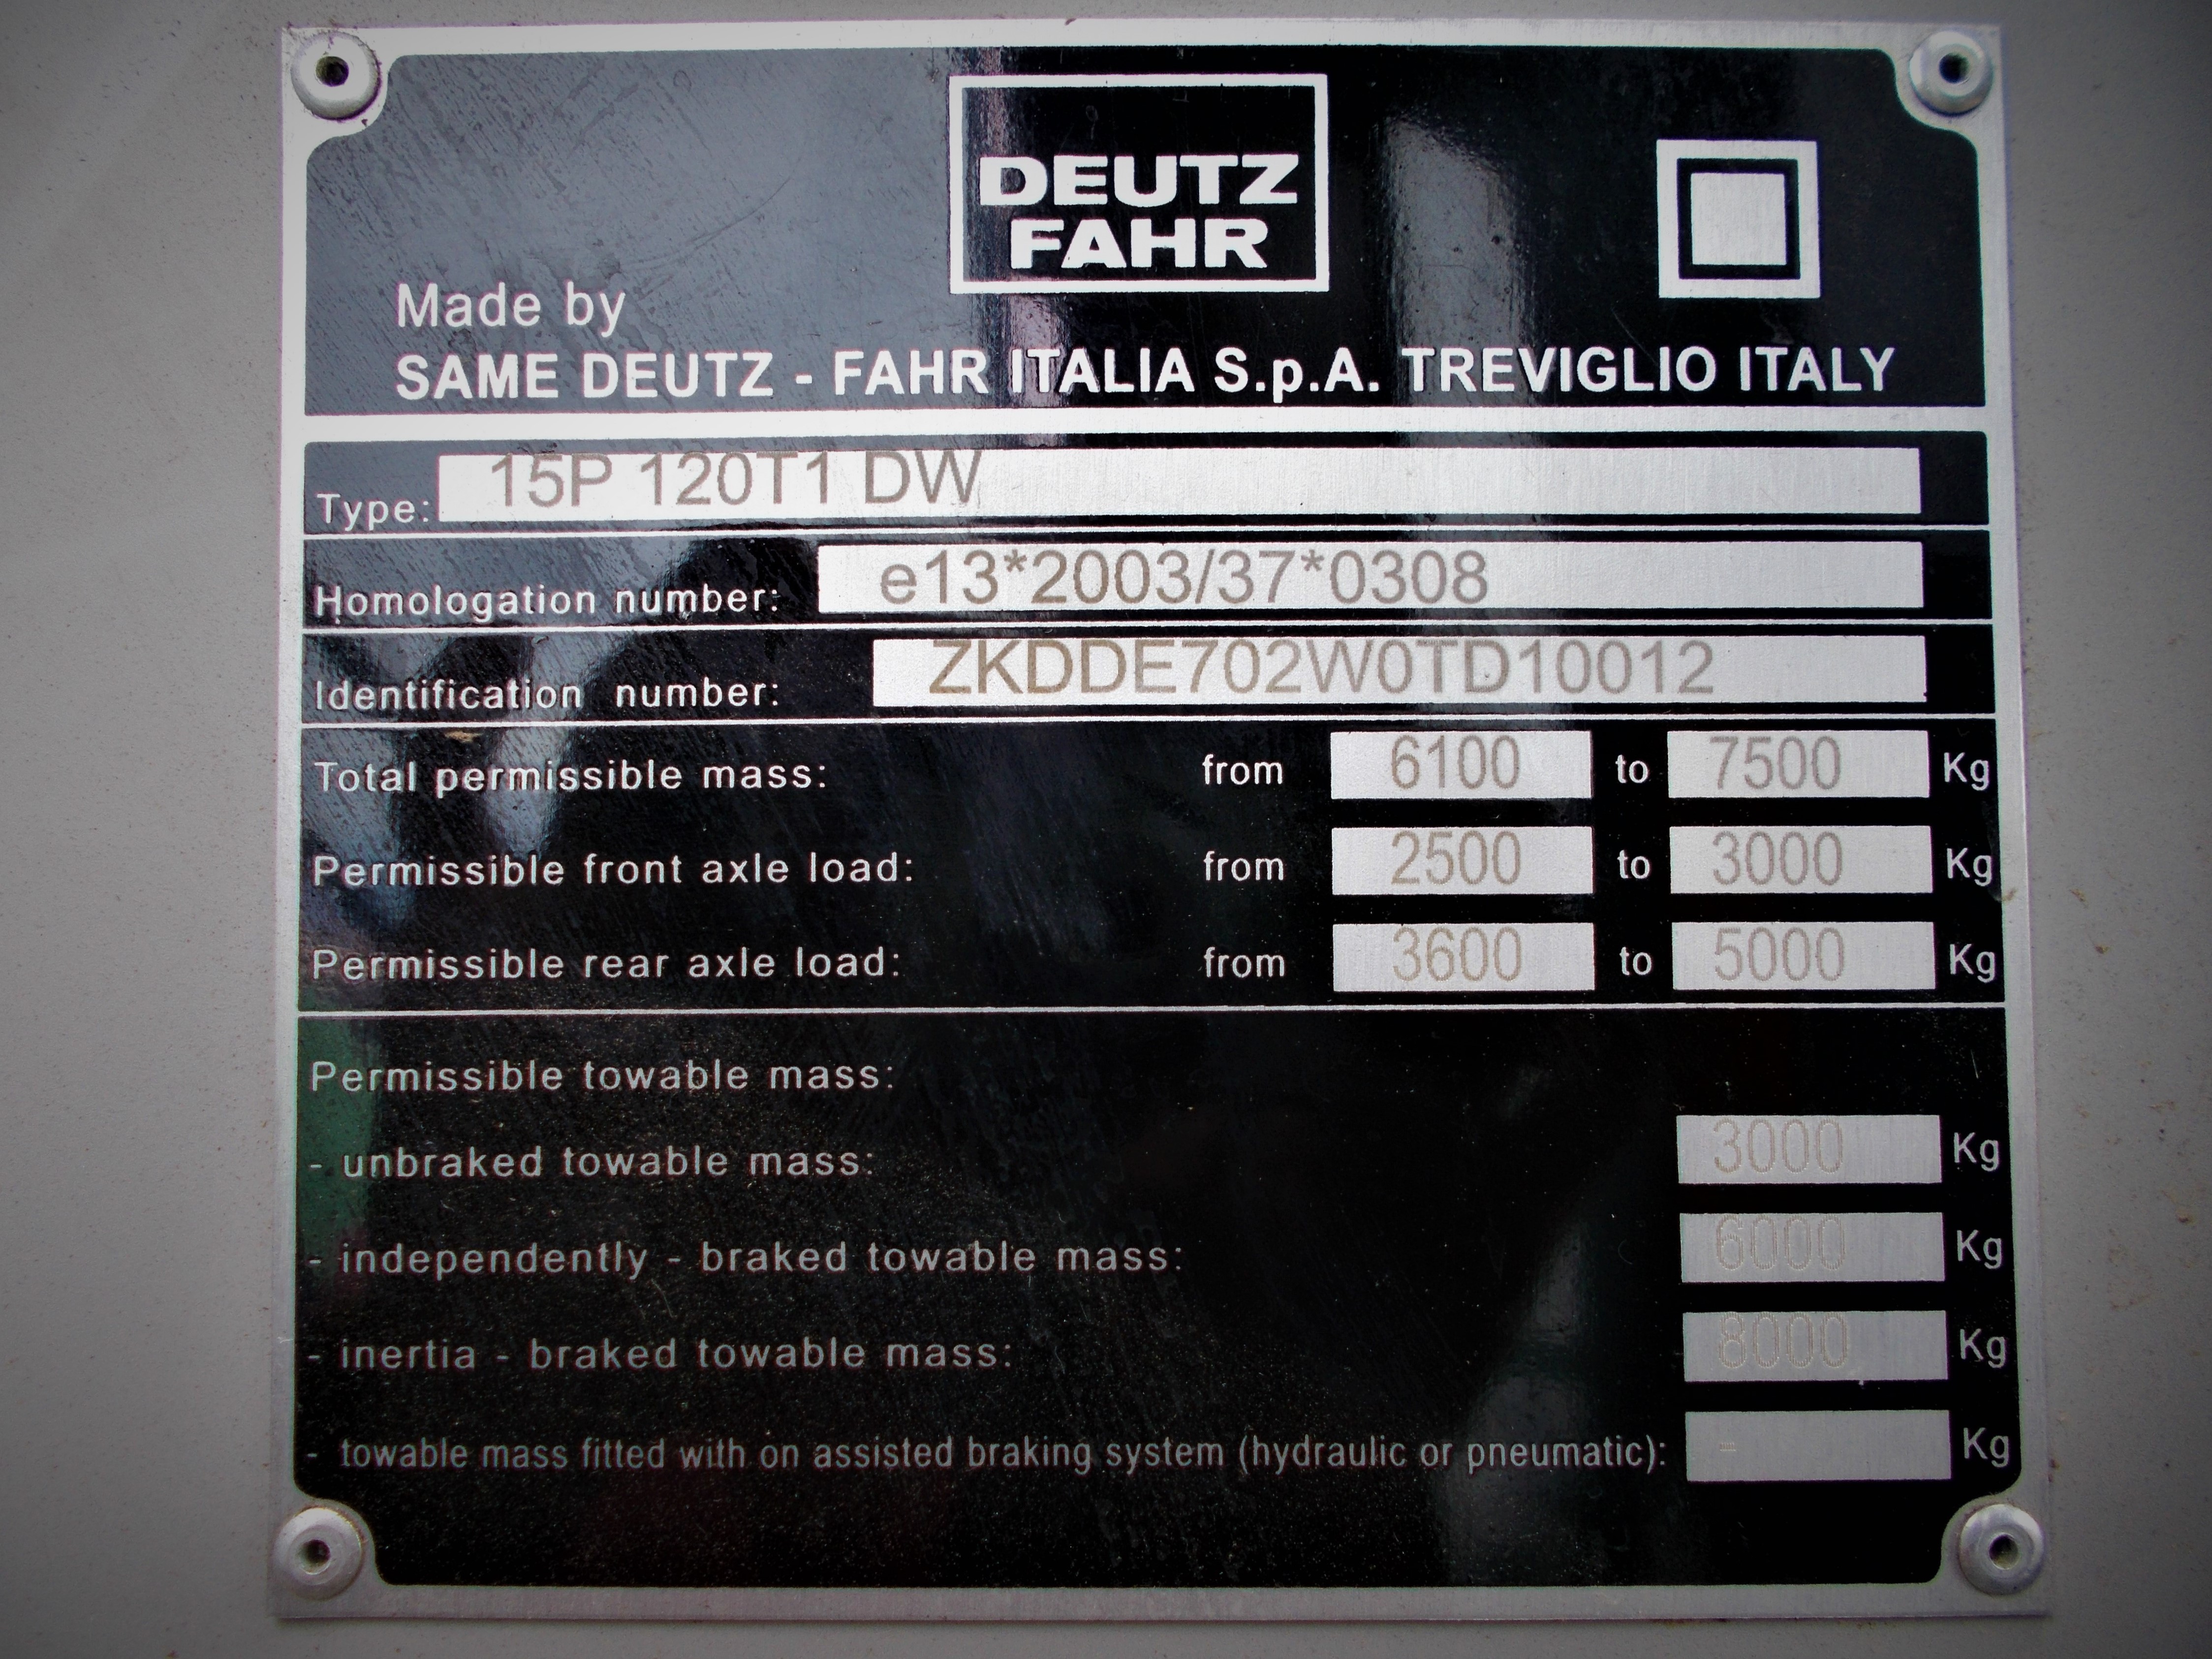 DEUTZ
FAHR
Made by
SAME DEUTZ - FAHR ITALIA S.p.A. TREVIGLIO ITALY
Type: 15P 120T1 DW
Homologation number: e13*2003/37*0308
Identification number: ZKDDE702W0TD10012
Total permissible mass: from 6100 to 7500 Kg
Permissible front axle load: from 2500 to 3000 Kg
Permissible rear axle load: from 3600 to 5000 Kg
Permissible towable mass:
- unbraked towable mass: 3000 Kg
- independently - braked towable mass: 6000 Kg
- inertia - braked towable mass: 8000 Kg
- towable mass fitted with on assisted braking system (hydraulic or pneumatic): - Kg